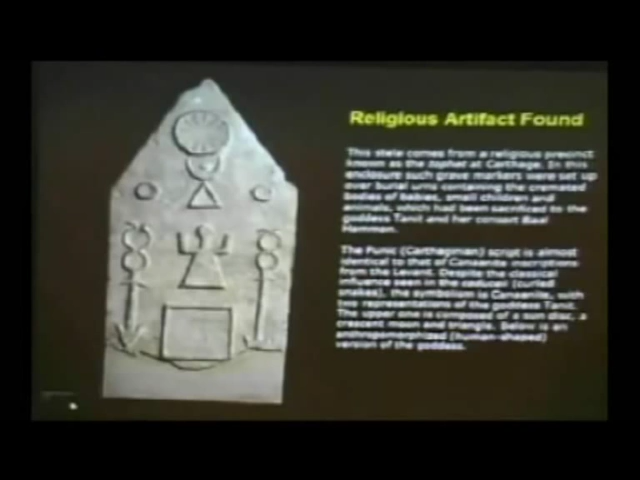 Religious Artifact Found
This stele comes from a religious precinct
known as the tophet at Carthage. In this
enclosure such grave markers were set up
over burial urns containing the cremated
bodies of babies, small children and
animals, which had been sacrificed to the
goddess Tanit and her consort Baal
Hammon.
The Punic (Carthaginian) script is almost
identical to that of Canaanite inscriptions
from the Levant. Despite the classical
influence seen in the caducei (curled
snakes), the symbolism is Canaanite, with
two representations of the goddess Tanit.
The upper one is composed of a sun disc, a
crescent moon and triangle. Below is an
anthropomorphized (human-shaped)
version of the goddess.